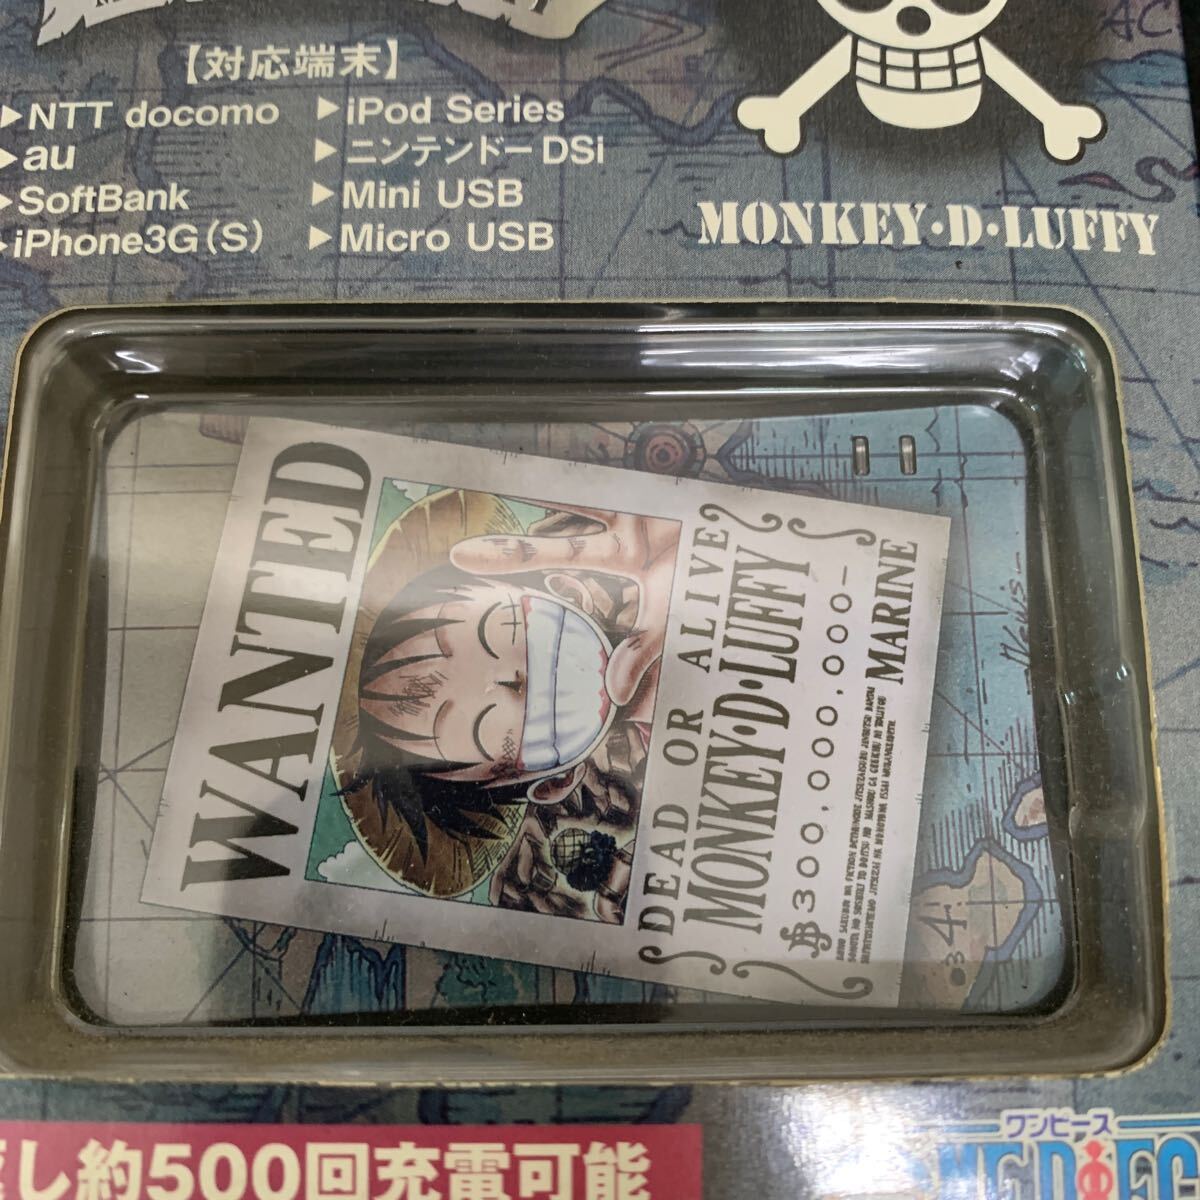 【対応端末】
▶NTT docomo ▶iPod Series
▶au ▶ニンテンドーDSi
▶SoftBank ▶Mini USB
▶iPhone3G(S) ▶Micro USB
MONKEY・D・LUFFY
WANTED
DEAD OR ALIVE
MONKEY・D・LUFFY
300,000,000-
MARINE
34
し約500回充電可能
ワンピース